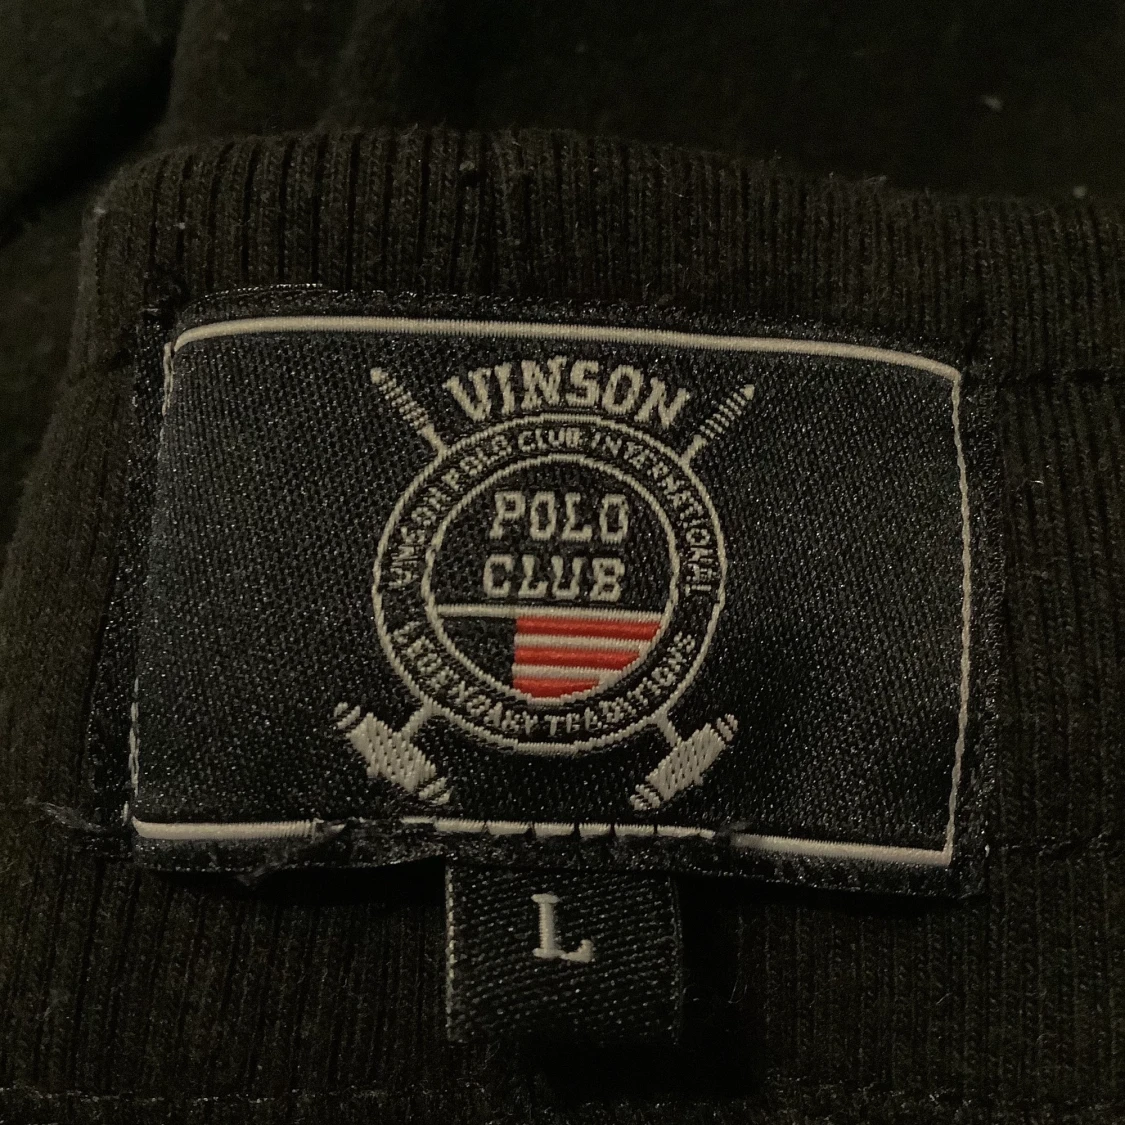 VINSON
VINSON POLO CLUB INTERNATIONAL
POLO
CLUB
LEGENDARY TRADITIONS
L